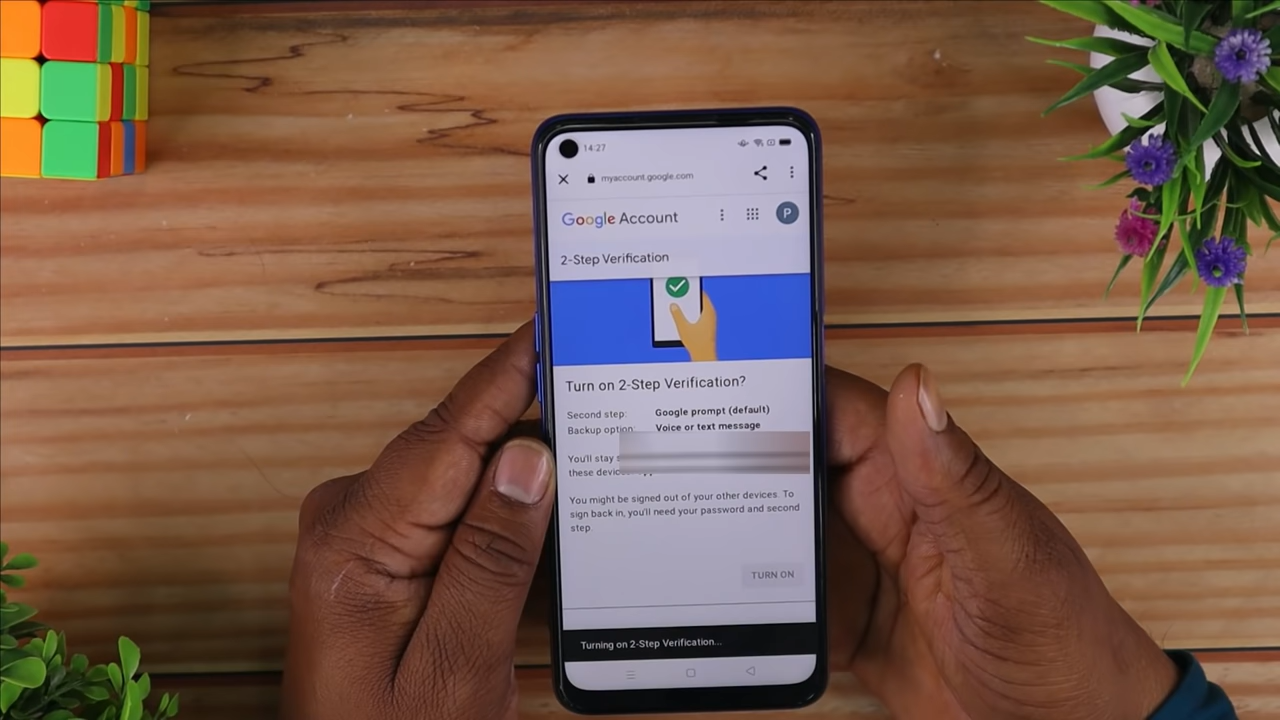 14:27
myaccount.google.com
Google Account
P
2-Step Verification
Turn on 2-Step Verification?
Second step: Google prompt (default)
Backup option: Voice or text message
You'll stay
these
You might be signed out of your other devices. To
sign back in, you'll need your password and second
step.
TURN ON
Turning on 2-Step Verification...